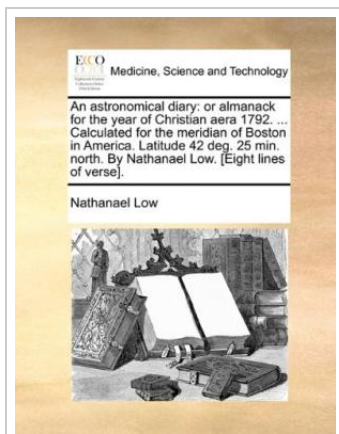 ECCO
Medicine, Science and Technology
An astronomical diary: or almanack
for the year of Christian aera 1792. ...
Calculated for the meridian of Boston
in America. Latitude 42 deg. 25 min.
north. By Nathanael Low. [Eight lines
of verse].
Nathanael Low